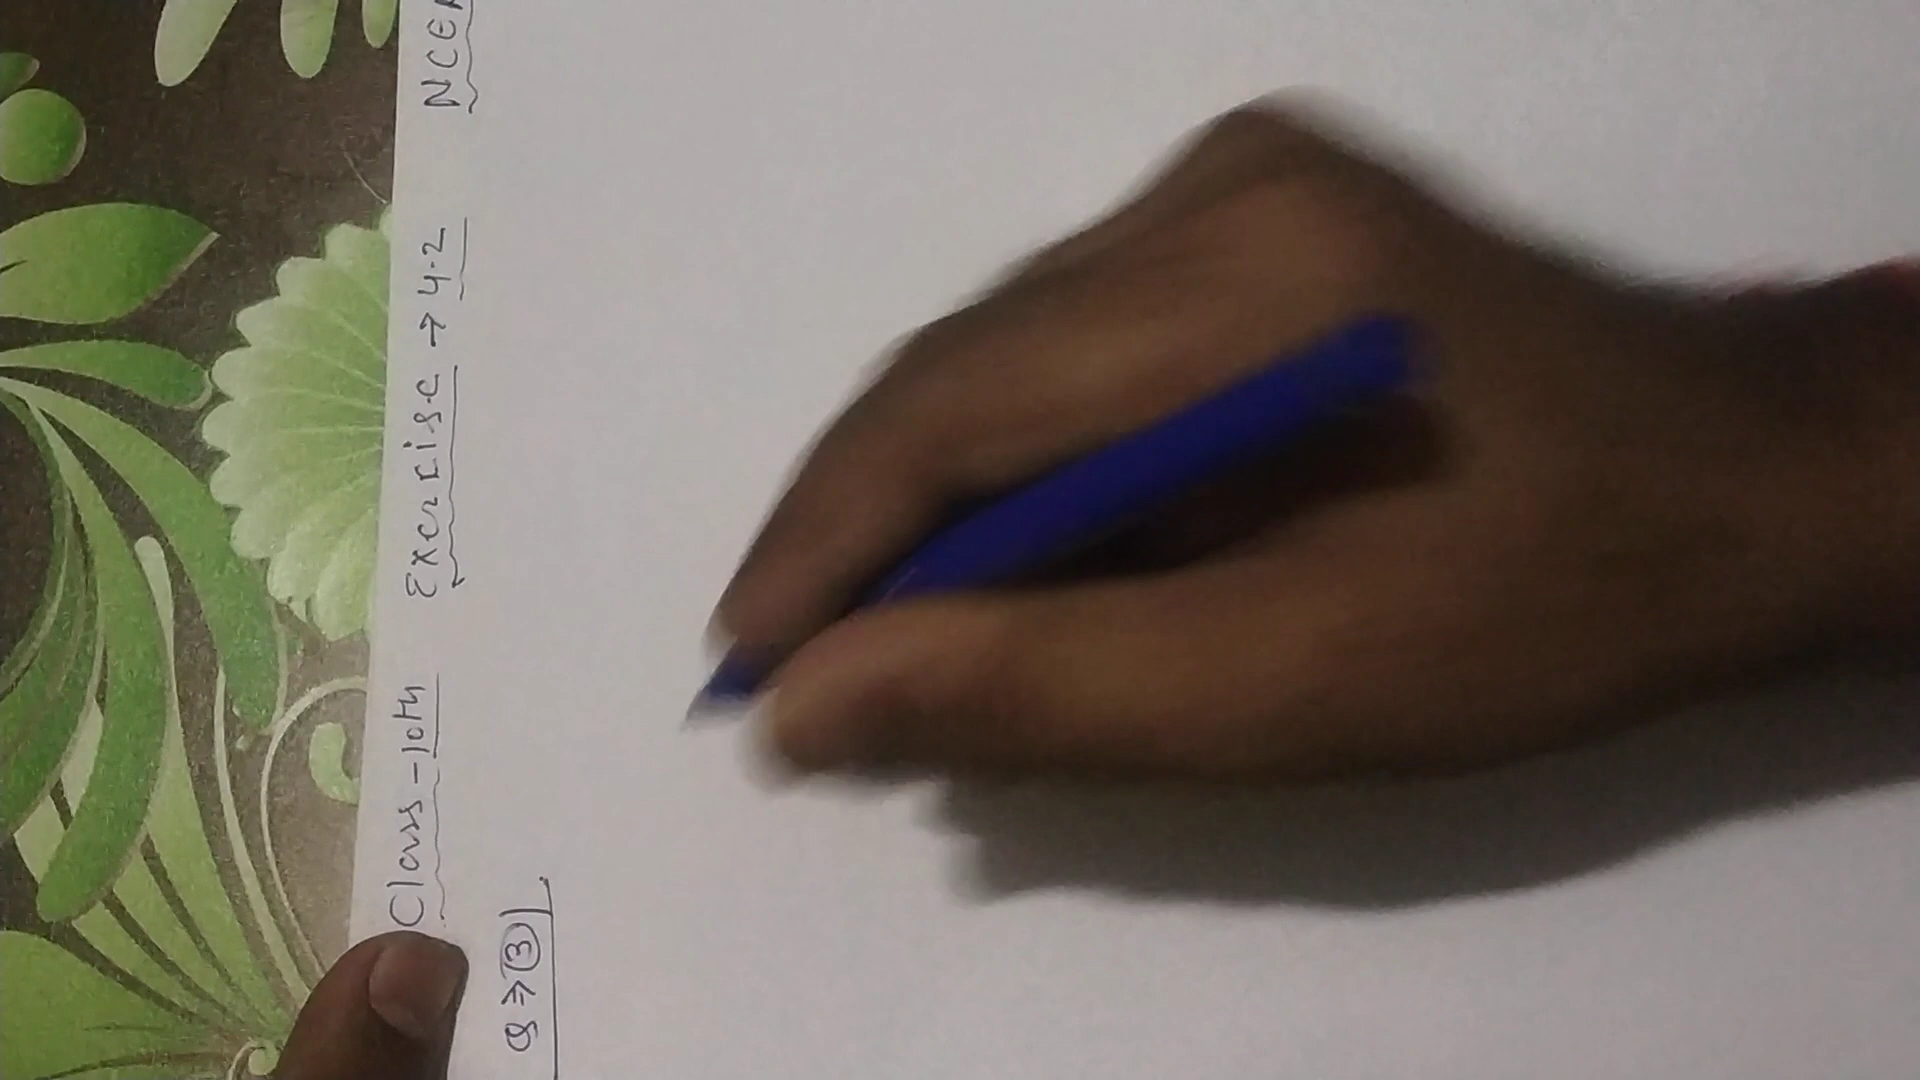 Class-10th Exercise → 4.2 NCER
Q ⇒ 3